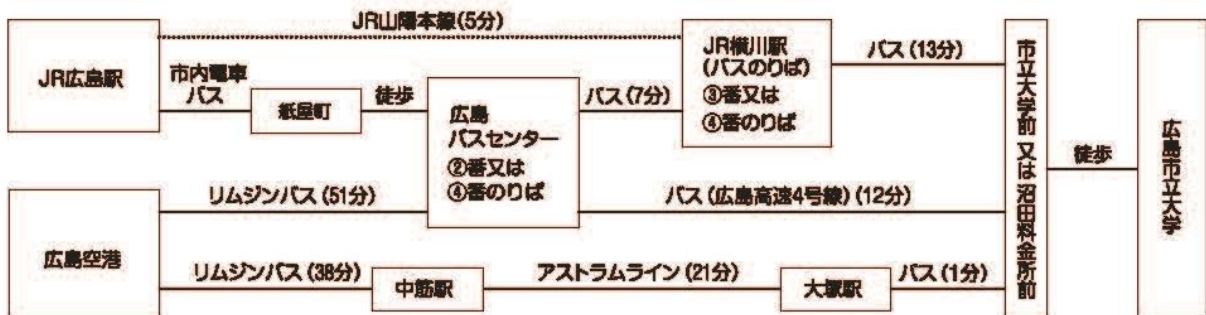 JR山陽本線(5分)
JR広島駅
市内電車
バス
紙屋町
徒歩
広島
バスセンター
②番又は
④番のりば
バス(7分)
JR横川駅
(バスのりば)
③番又は
④番のりば
バス(13分)
リムジンバス(51分)
バス(広島高速4号線)(12分)
広島空港
リムジンバス(38分)
中筋駅
アストラムライン(21分)
大塚駅
バス(1分)
市立大学前 又は 沼田料金所前
徒歩
広島市立大学